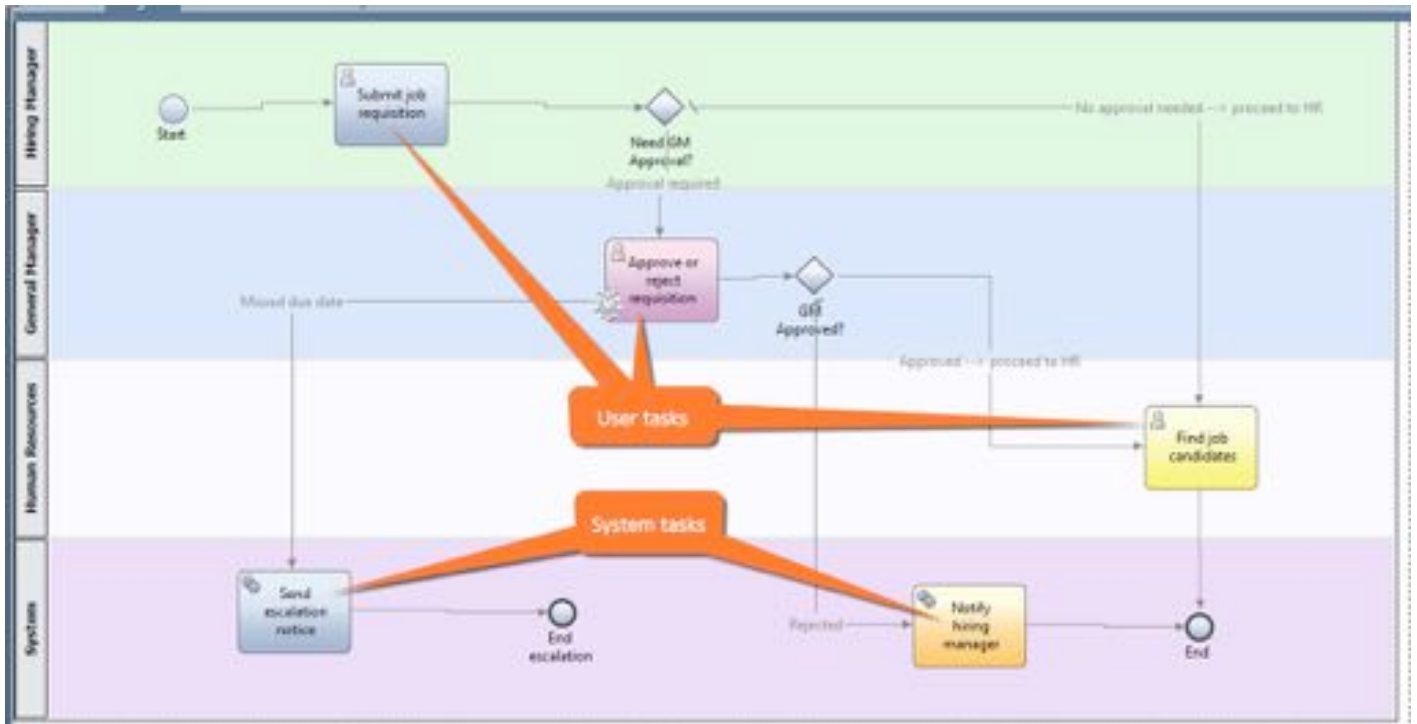 Hiring Manager
Start
Submit job
requisition
Need GM
Approval?
No approval needed --> proceed to HR
Approval required
General Manager
Approve or
reject
requisition
Missed due date
GM
Approved?
Approved --> proceed to HR
Human Resources
User tasks
Find job
candidates
System tasks
System
Send
escalation
notice
End
escalation
Rejected
Notify
hiring
manager
End